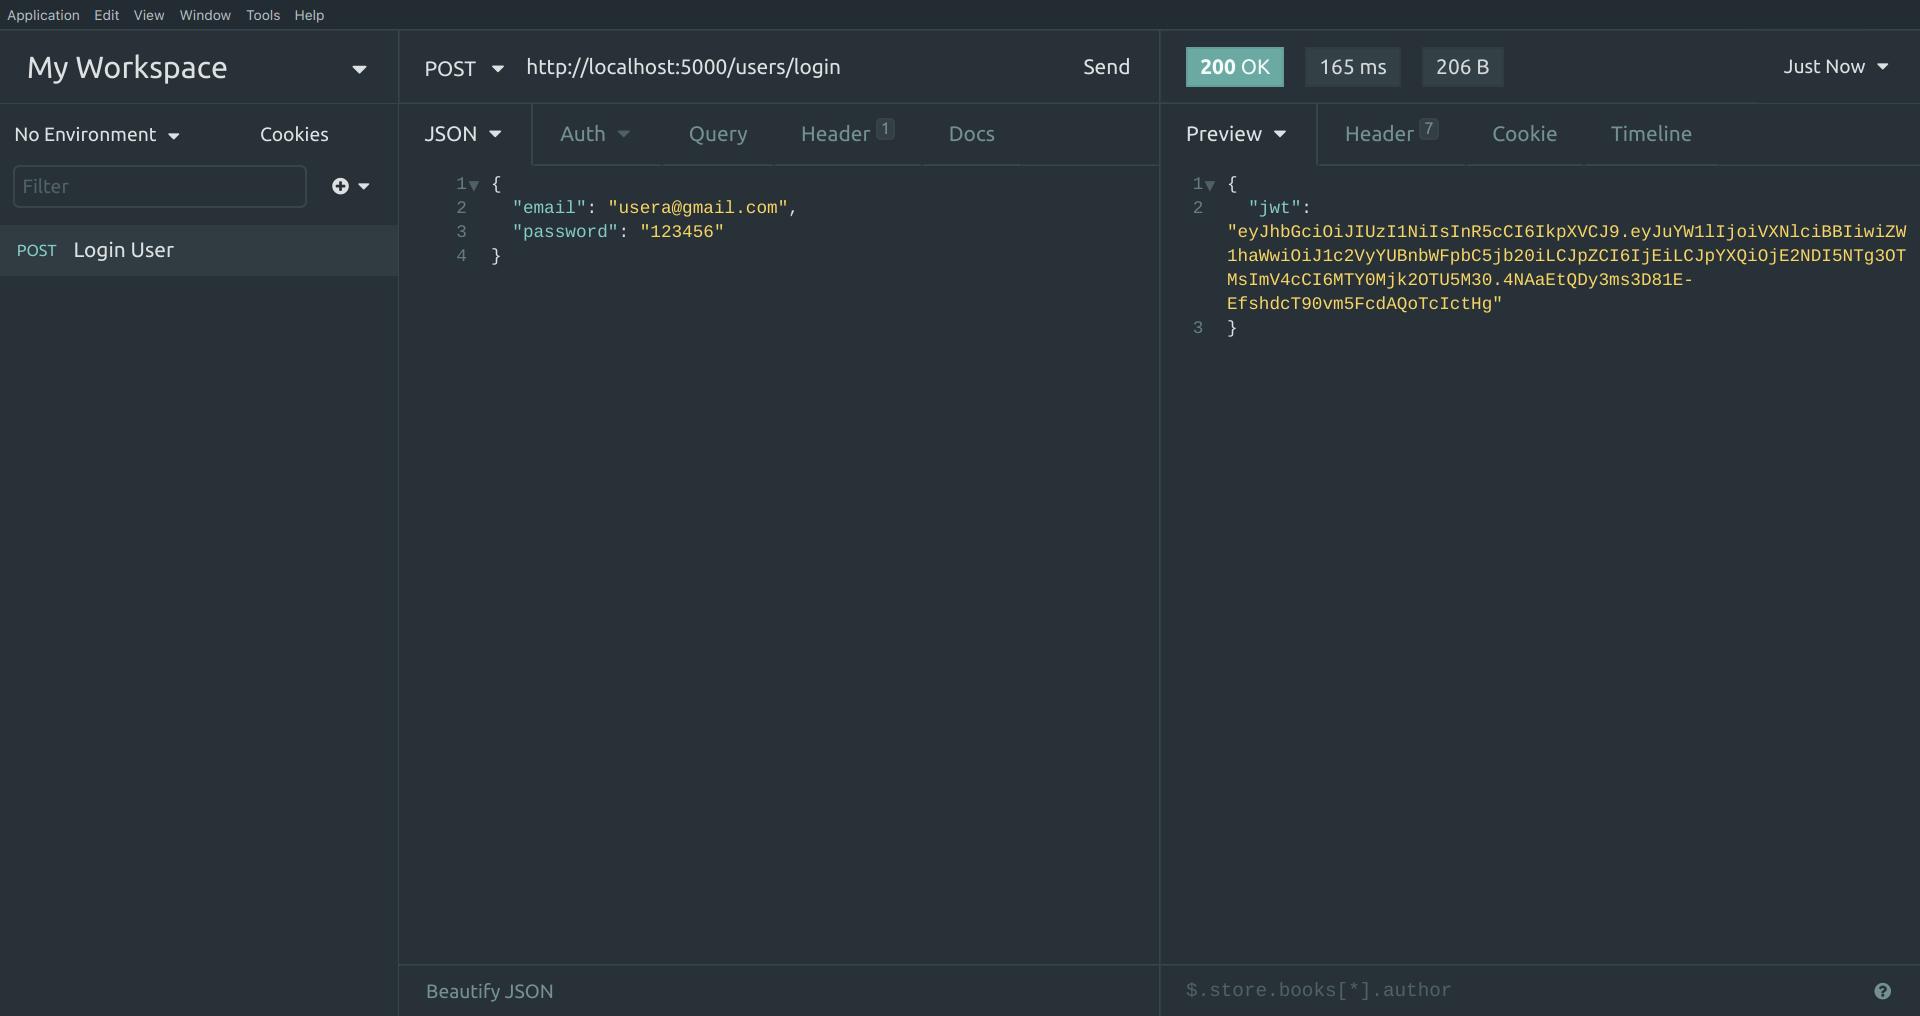 Application Edit View Window Tools Help
My Workspace
POST http://localhost:5000/users/login Send
200 OK 165 ms 206 B Just Now
No Environment Cookies
JSON Auth Query Header 1 Docs
Preview Header 7 Cookie Timeline
Filter
POST Login User
1 {
2 "email": "usera@gmail.com",
3 "password": "123456"
4 }
1 {
2 "jwt":
"eyJhbGciOiJIUzI1NiIsInR5cCI6IkpXVCJ9.eyJuYW1lIjoiVXNlciBBIiwiZW
1haWwiOiJ1c2VyYUBnbWFpbC5jb20iLCJpZCI6IjEiLCJpYXQiOjE2NDI5NTg3OT
MsImV4cCI6MTY0Mjk2OTU5M30.4NAaEtQDy3ms3D81E-
EfshdcT90vm5FcdAQoTcIctHg"
3 }
Beautify JSON
$.store.books[*].author